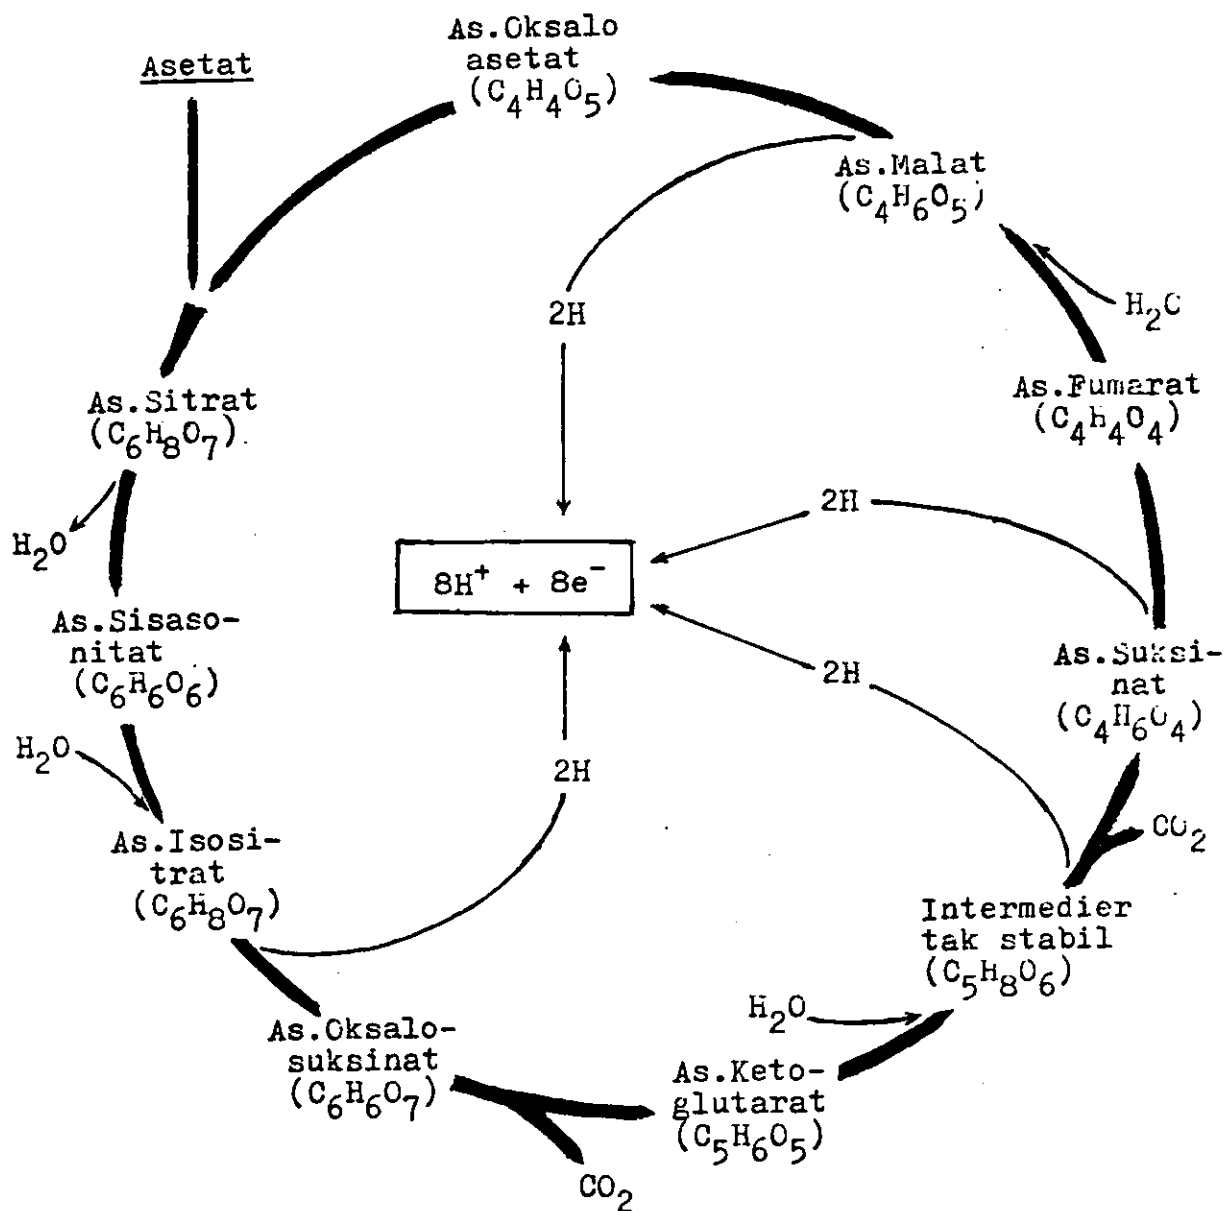 As.Oksalo
asetat
(C₄H₄O₅)
Asetat
As.Malat
(C₄H₆O₅)
2H
H₂O
As.Fumarat
(C₄H₄O₄)
As.Sitrat
(C₆H₈O₇)
2H
H₂O
8H⁺ + 8e⁻
As.Sisaso-
nitat
(C₆H₆O₆)
As.Suksi-
nat
(C₄H₆O₄)
2H
H₂O
2H
CO₂
As.Isosi-
trat
(C₆H₈O₇)
Intermedier
tak stabil
(C₅H₈O₆)
H₂O
As.Oksalo-
suksinat
(C₆H₆O₇)
As.Keto-
glutarat
(C₅H₆O₅)
CO₂